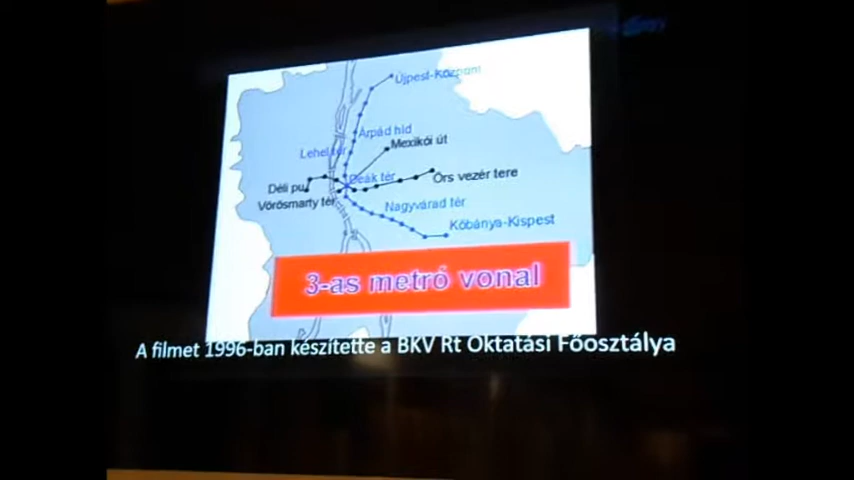 Újpest-Központ
Árpád híd
Mexikói út
Lehel tér
Deák tér
Örs vezér tere
Déli pu.
Vörösmarty tér
Nagyvárad tér
Kőbánya-Kispest
3-as metró vonal
A filmet 1996-ban készítette a BKV Rt Oktatási Főosztálya